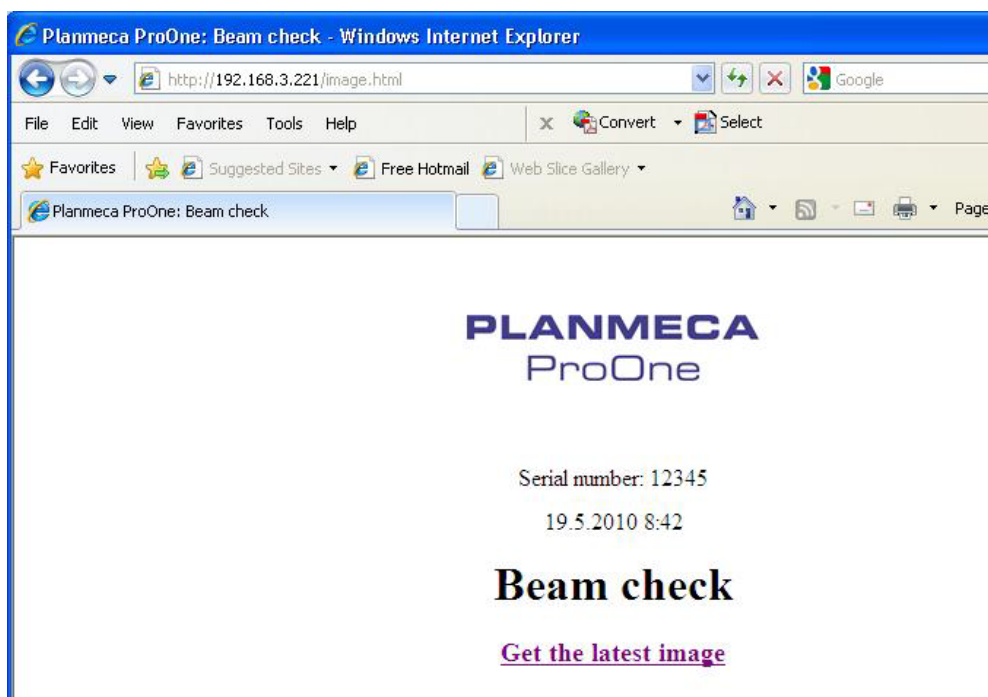 Planmeca ProOne: Beam check - Windows Internet Explorer
http://192.168.3.221/image.html Google
File Edit View Favorites Tools Help x Convert Select
Favorites Suggested Sites Free Hotmail Web Slice Gallery
Planmeca ProOne: Beam check Page
PLANMECA
ProOne
Serial number: 12345
19.5.2010 8:42
Beam check
Get the latest image